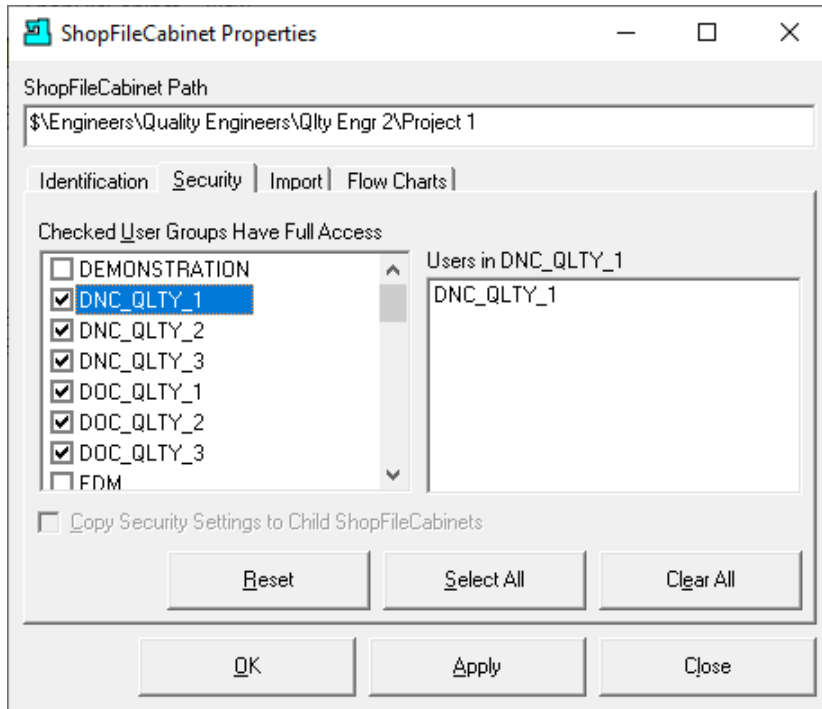 ShopFileCabinet Properties
ShopFileCabinet Path
$\Engineers\Quality Engineers\Qlty Engr 2\Project 1
Identification Security Import Flow Charts
Checked User Groups Have Full Access
DEMONSTRATION
DNC_QLTY_1
DNC_QLTY_2
DNC_QLTY_3
DOC_QLTY_1
DOC_QLTY_2
DOC_QLTY_3
EDM
Users in DNC_QLTY_1
DNC_QLTY_1
Copy Security Settings to Child ShopFileCabinets
Reset Select All Clear All
OK Apply Close